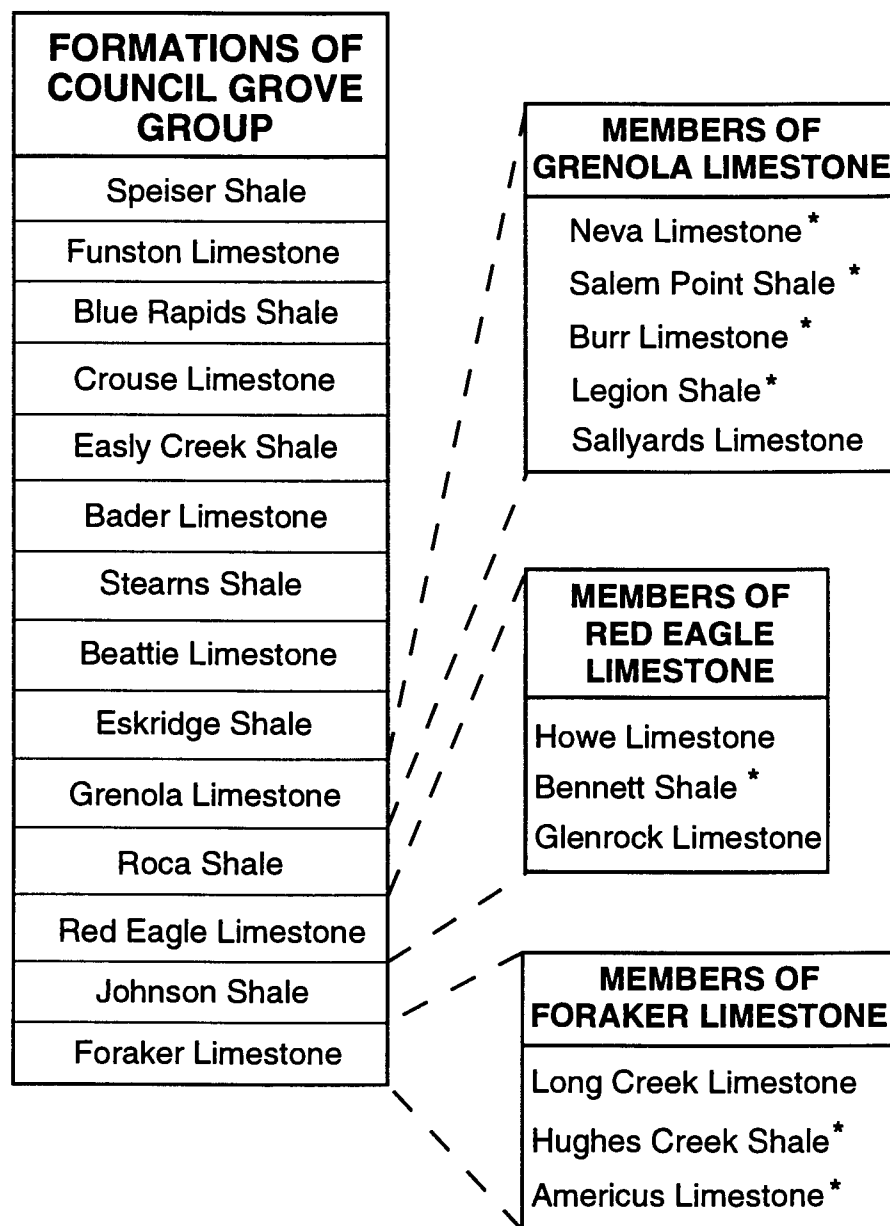 FORMATIONS OF
COUNCIL GROVE
GROUP
Speiser Shale
Funston Limestone
Blue Rapids Shale
Crouse Limestone
Easly Creek Shale
Bader Limestone
Stearns Shale
Beattie Limestone
Eskridge Shale
Grenola Limestone
Roca Shale
Red Eagle Limestone
Johnson Shale
Foraker Limestone
MEMBERS OF
GRENOLA LIMESTONE
Neva Limestone *
Salem Point Shale *
Burr Limestone *
Legion Shale *
Sallyards Limestone
MEMBERS OF
RED EAGLE
LIMESTONE
Howe Limestone
Bennett Shale *
Glenrock Limestone
MEMBERS OF
FORAKER LIMESTONE
Long Creek Limestone
Hughes Creek Shale *
Americus Limestone *